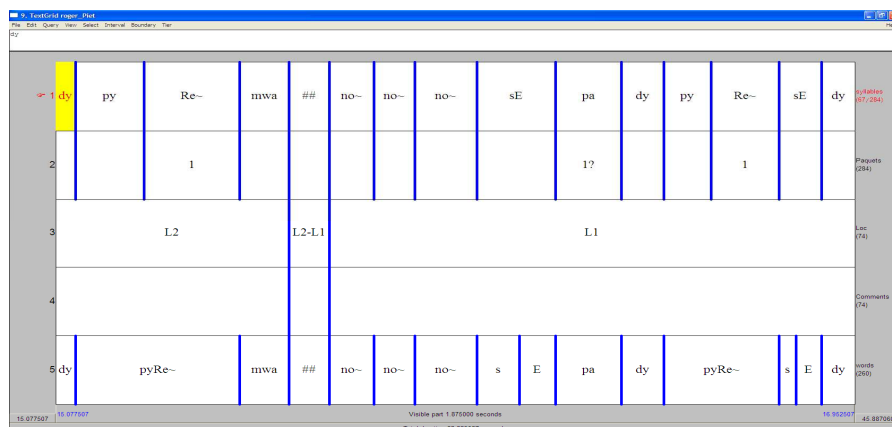 9. TextGrid roger_Piet
File Edit Query View Select Interval Boundary Tier
dy
1 dy py Re~ mwa ## no~ no~ no~ sE pa dy py Re~ sE dy syllables (67/284)
2 1 1? 1 Paquets (284)
3 L2 L2-L1 L1 Loc (74)
4 Comments (74)
5 dy pyRe~ mwa ## no~ no~ no~ s E pa dy pyRe~ s E dy words (260)
15.077507 15.077507 Visible part 1.875000 seconds 16.952507